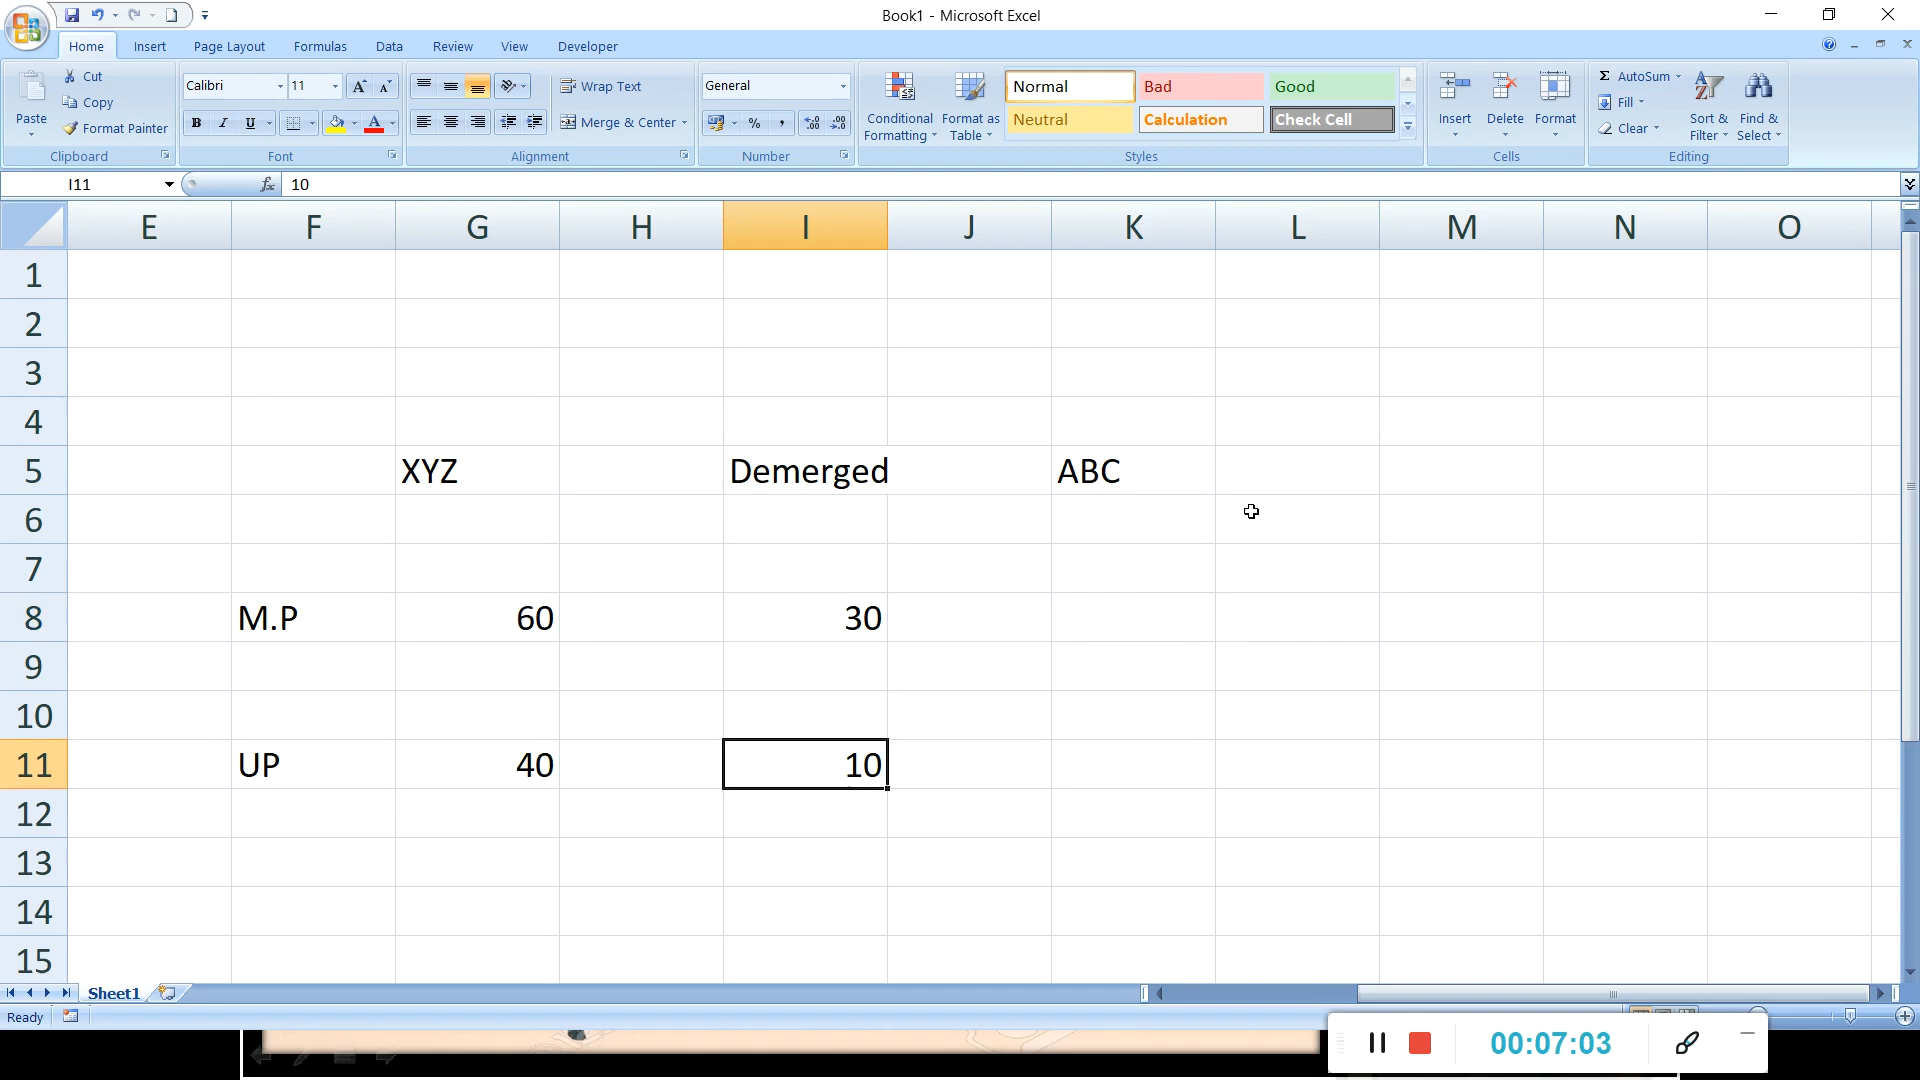 Book1 - Microsoft Excel
Home Insert Page Layout Formulas Data Review View Developer
Paste
Cut
Copy
Format Painter
Clipboard
Calibri 11
A A
B I U A
Font
Wrap Text
Merge & Center
Alignment
General
% ,
Number
Conditional Formatting
Format as Table
Normal Bad Good
Neutral Calculation Check Cell
Styles
Insert Delete Format
Cells
Σ AutoSum
Fill
Clear
Sort & Filter
Find & Select
Editing
I11 fx 10
E F G H I J K L M N O
1
2
3
4
5 XYZ Demerged ABC
6
7
8 M.P 60 30
9
10
11 UP 40 10
12
13
14
15
Sheet1
Ready
00:07:03